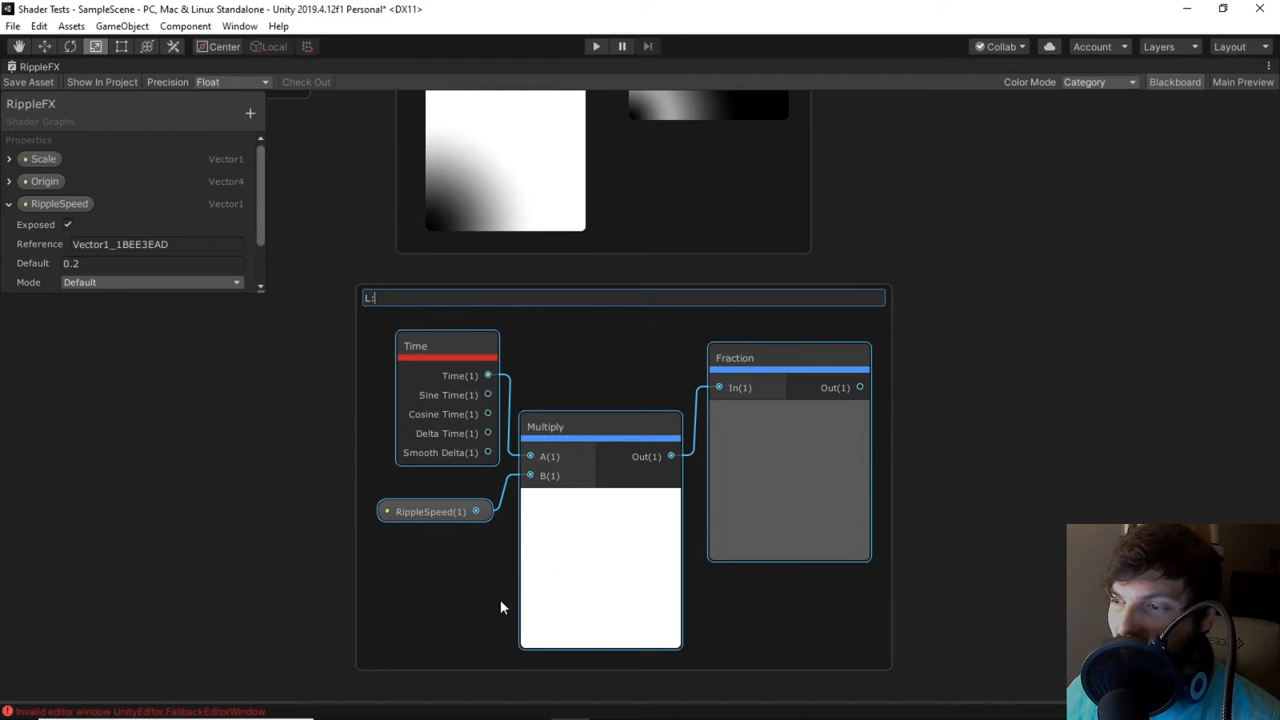 Shader Tests - SampleScene - PC, Mac & Linux Standalone - Unity 2019.4.12f1 Personal* <DX11>
File Edit Assets GameObject Component Window Help
Center Local Collab Account Layers Layout
RippleFX
Save Asset Show In Project Precision Float Check Out Color Mode Category Blackboard Main Preview
RippleFX
Shader Graphs
Properties
Scale Vector1
Origin Vector4
RippleSpeed Vector1
Exposed
Reference Vector1_1BEE3EAD
Default 0.2
Mode Default
L:
Time
Time(1)
Sine Time(1)
Cosine Time(1)
Delta Time(1)
Smooth Delta(1)
RippleSpeed(1)
Multiply
A(1) Out(1)
B(1)
Fraction
In(1) Out(1)
Invalid editor window UnityEditor.FallbackEditorWindow